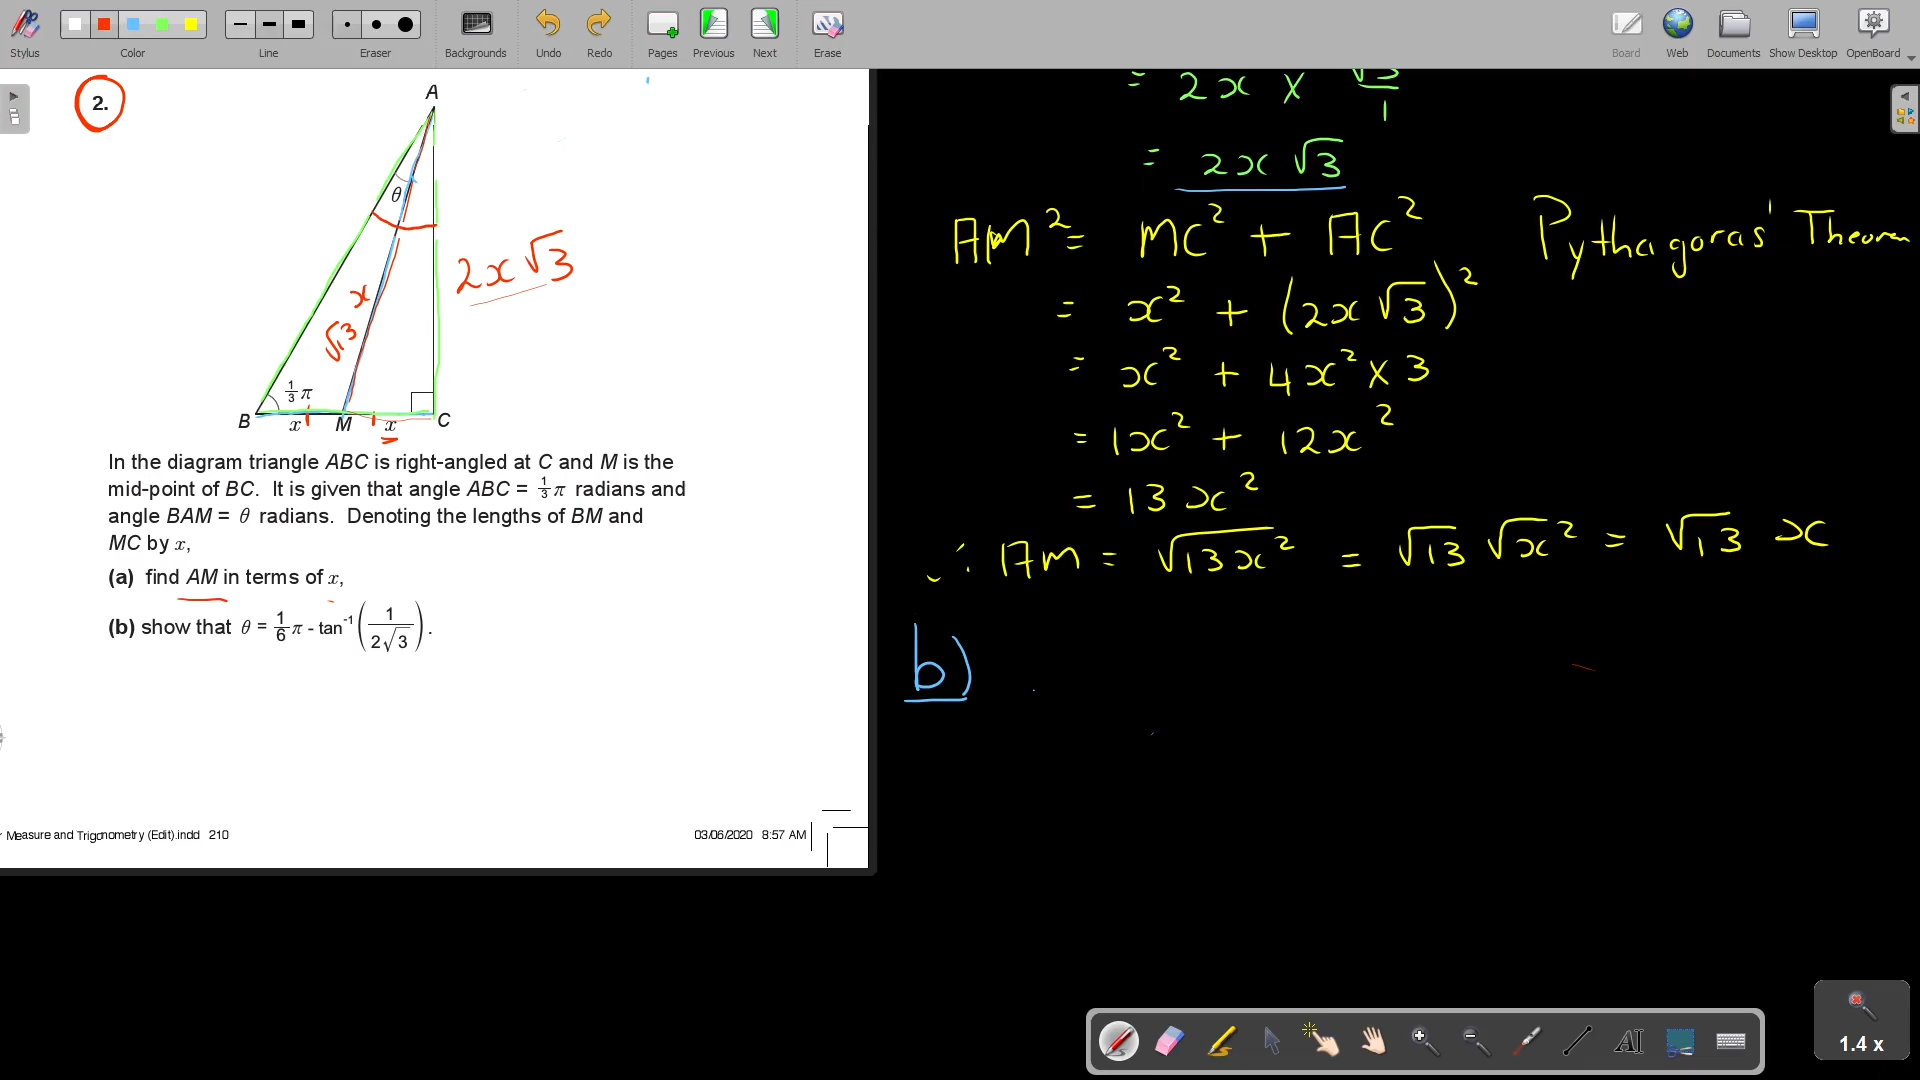 Stylus Color Line Eraser Backgrounds Undo Redo Pages Previous Next Erase Board Web Documents Show Desktop OpenBoard
2.
A
θ
2x√3
√13 x
1/3 π
B x M x C
In the diagram triangle ABC is right-angled at C and M is the
mid-point of BC. It is given that angle ABC = 1/3 π radians and
angle BAM = θ radians. Denoting the lengths of BM and
MC by x,
(a) find AM in terms of x,
(b) show that θ = 1/6 π - tan⁻¹(1/(2√3)).
Measure and Trigonometry (Edit).indd 210
03/06/2020 8:57 AM
= 2x × √3/1
= 2x√3
AM² = MC² + AC² Pythagoras' Theorem
= x² + (2x√3)²
= x² + 4x² × 3
= 1x² + 12x²
= 13x²
∴ AM = √13x² = √13 √x² = √13 x
b)
AI
1.4 x